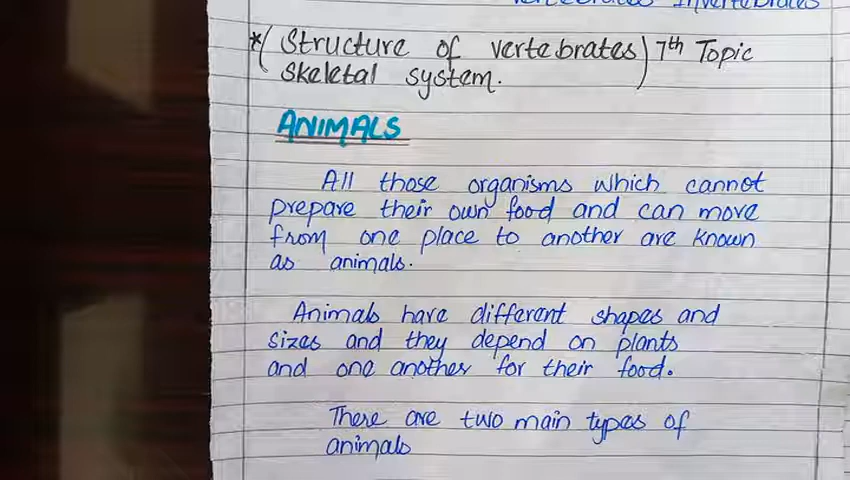 Vertebrates Invertebrates
*( Structure of vertebrates) 7th Topic
skeletal system.
ANIMALS
All those organisms which cannot
prepare their own food and can move
from one place to another are known
as animals.
Animals have different shapes and
sizes and they depend on plants
and one another for their food.
There are two main types of
animals